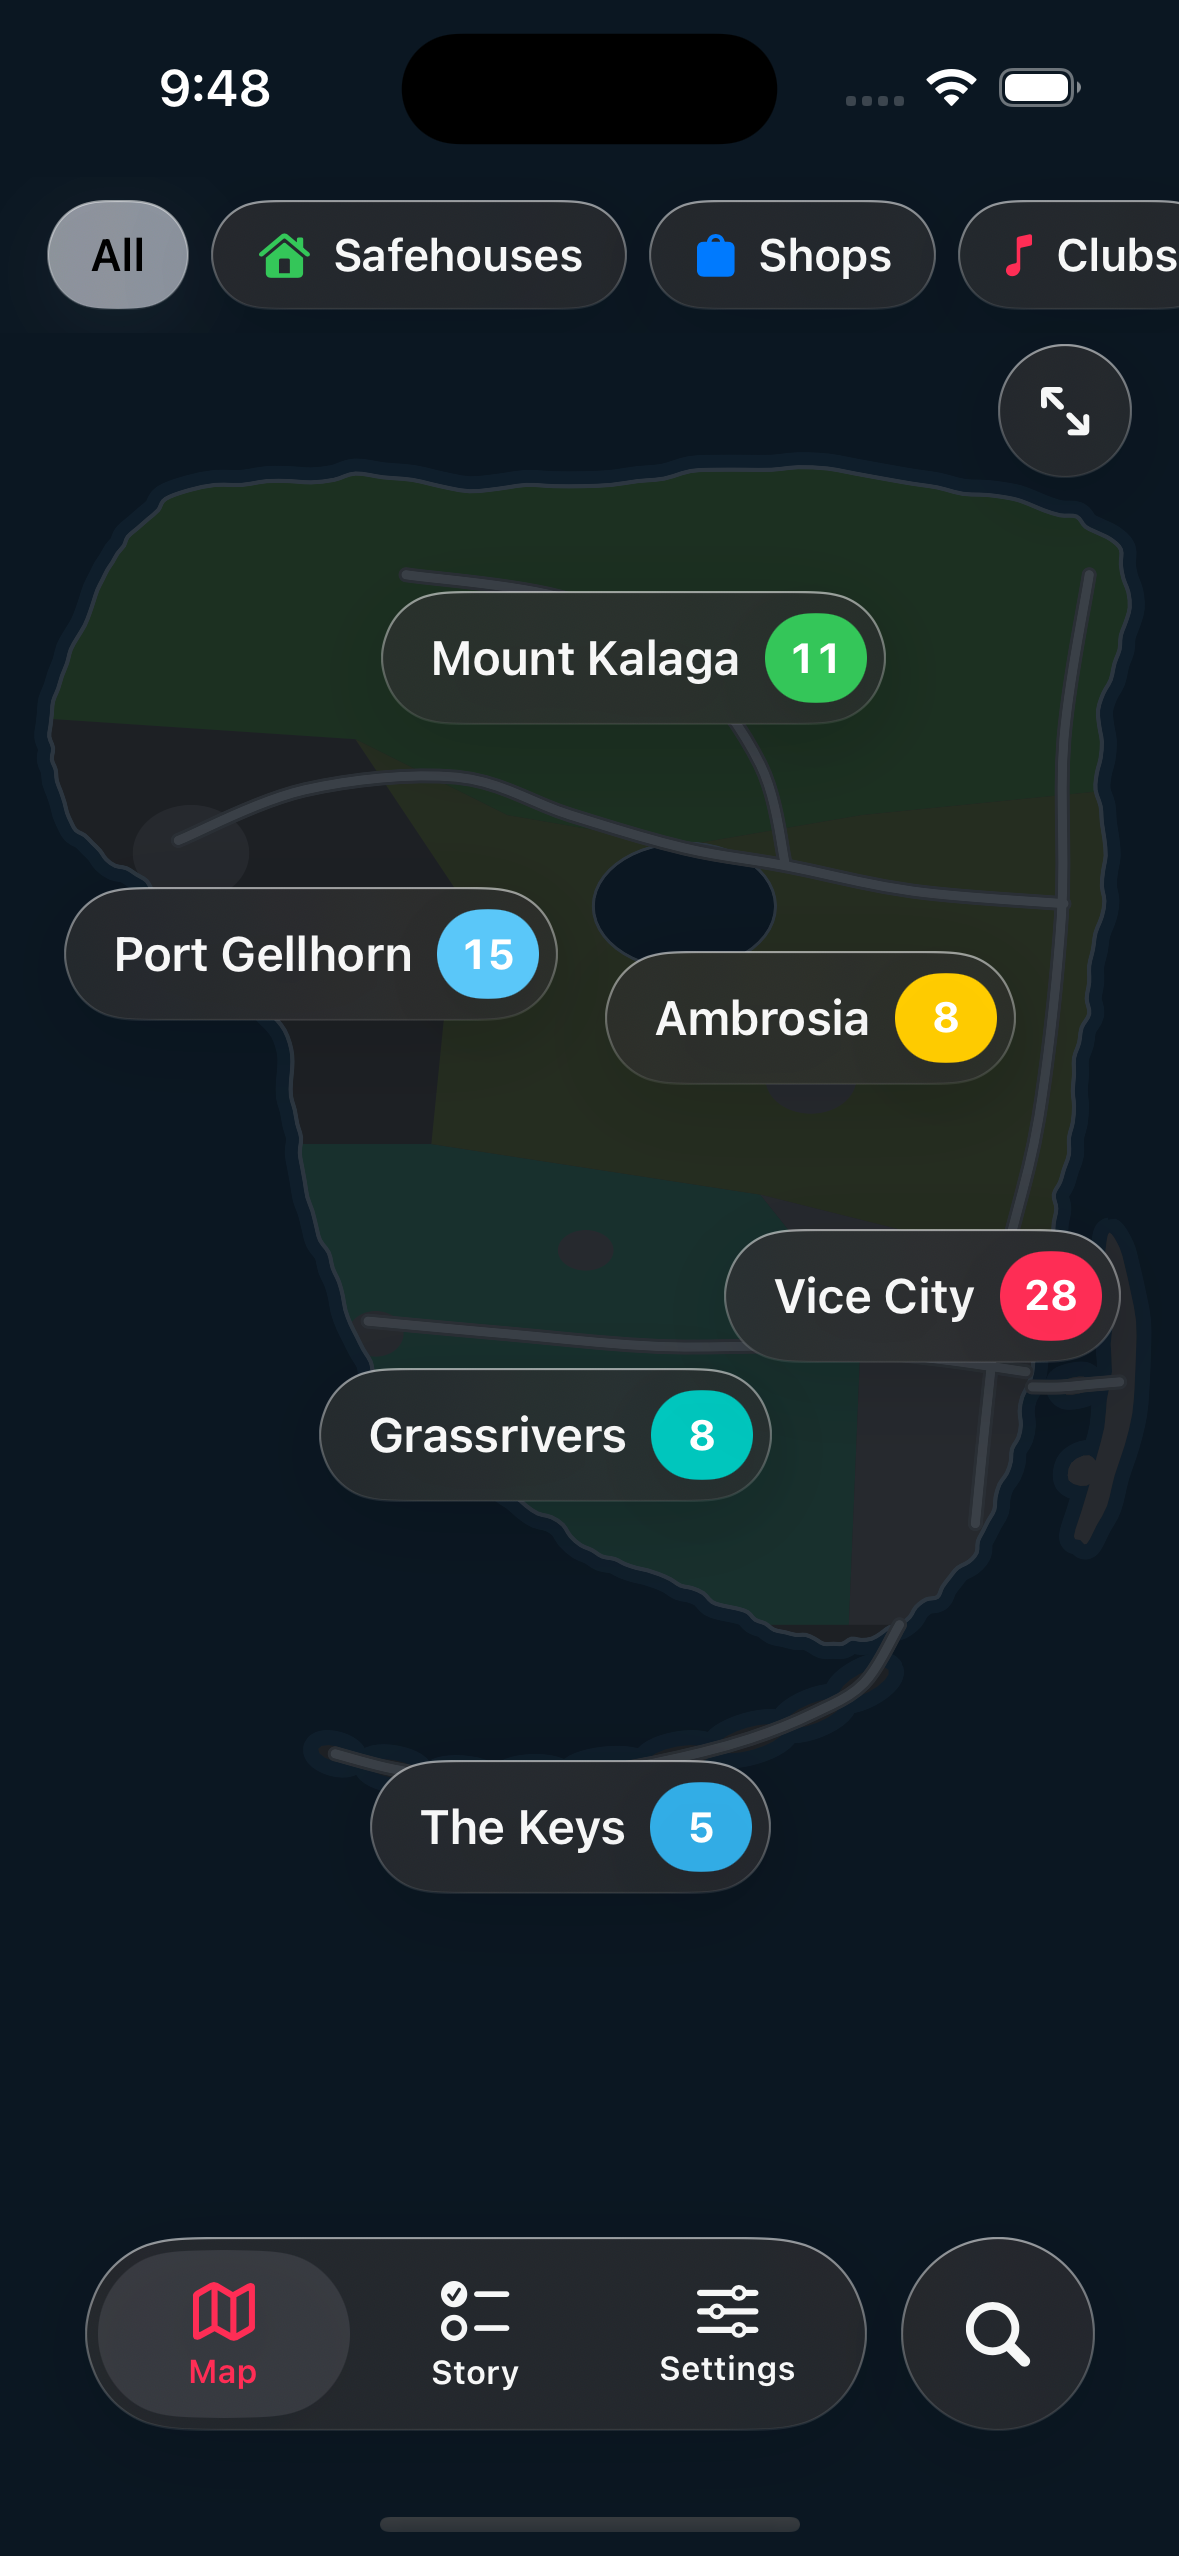 9:48
All
Safehouses
Shops
Clubs
Mount Kalaga 11
Port Gellhorn 15
Ambrosia 8
Vice City 28
Grassrivers 8
The Keys 5
Map
Story
Settings